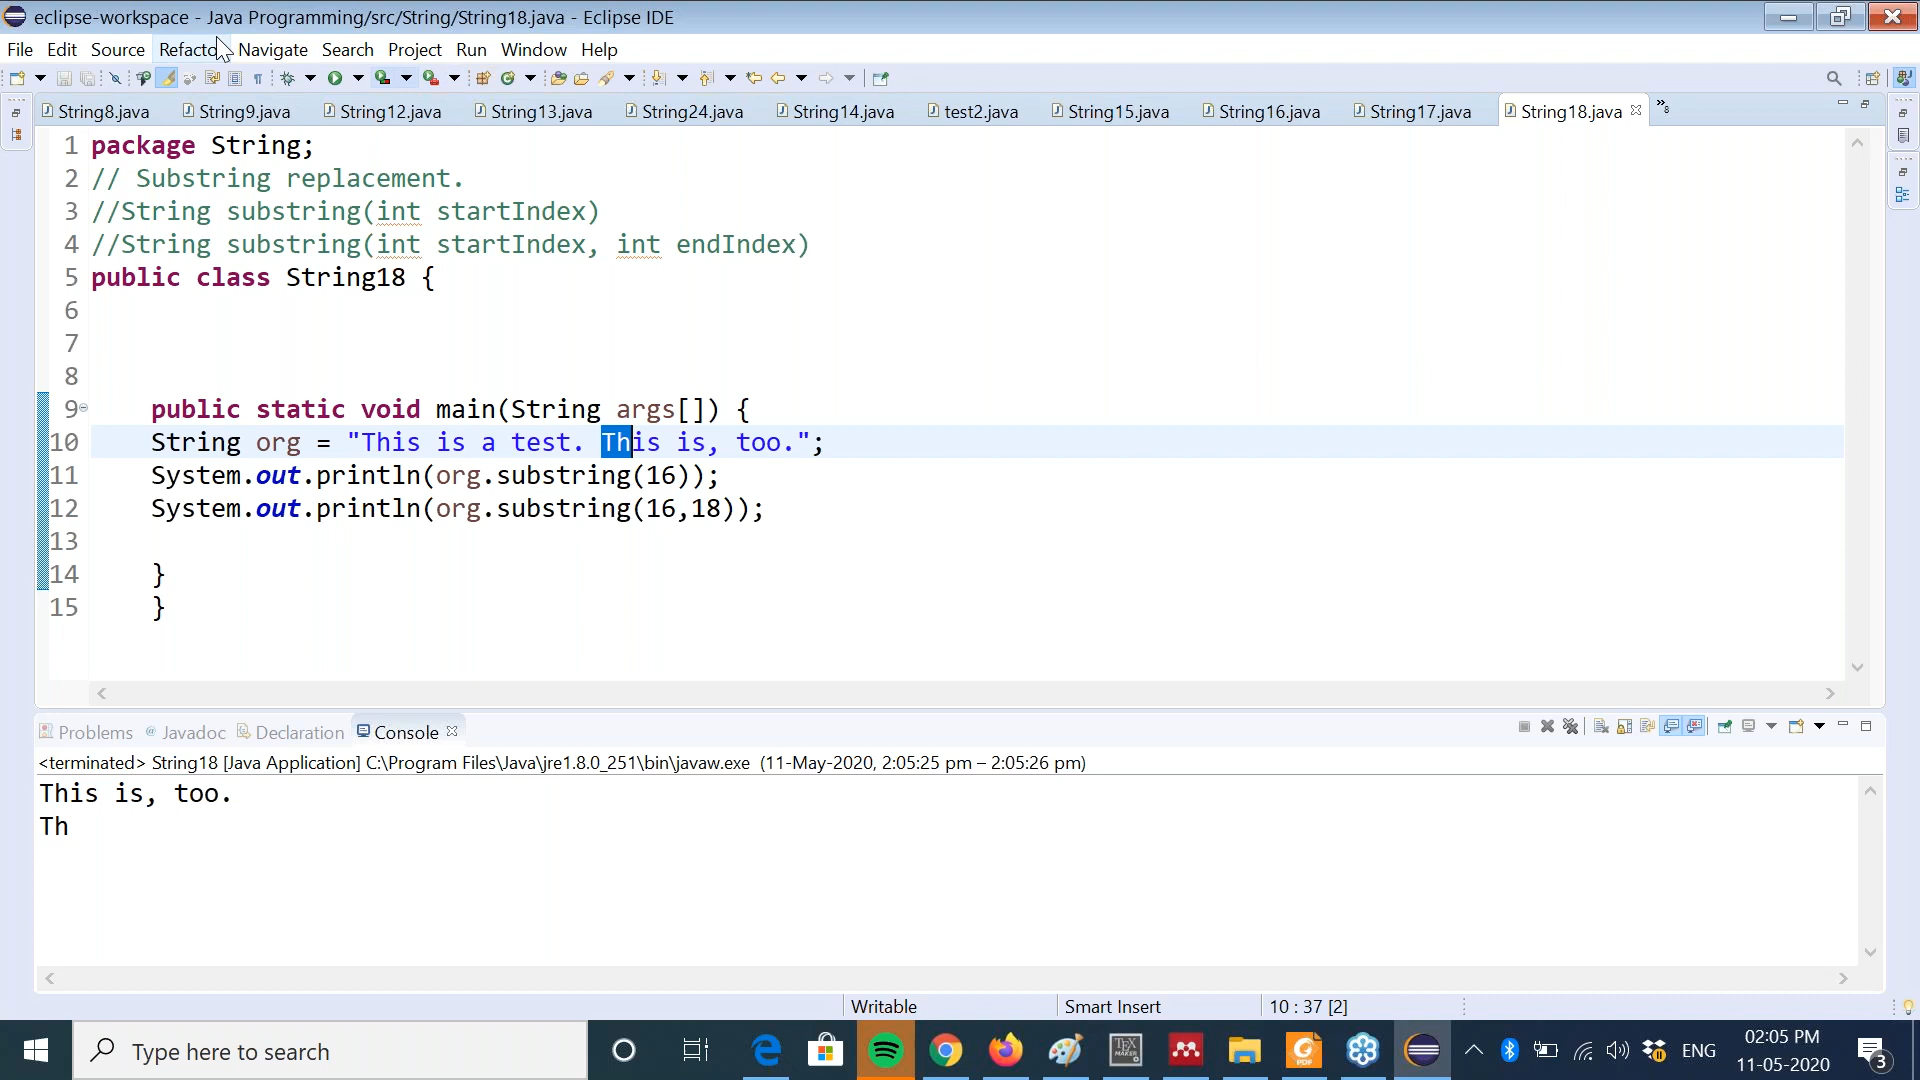 eclipse-workspace - Java Programming/src/String/String18.java - Eclipse IDE
File Edit Source Refacto Navigate Search Project Run Window Help
String8.java String9.java String12.java String13.java String24.java String14.java test2.java String15.java String16.java String17.java String18.java »8
1 package String;
2 // Substring replacement.
3 //String substring(int startIndex)
4 //String substring(int startIndex, int endIndex)
5 public class String18 {
6
7
8
9 public static void main(String args[]) {
10 String org = "This is a test. This is, too.";
11 System.out.println(org.substring(16));
12 System.out.println(org.substring(16,18));
13
14 }
15 }
Problems @ Javadoc Declaration Console
<terminated> String18 [Java Application] C:\Program Files\Java\jre1.8.0_251\bin\javaw.exe (11-May-2020, 2:05:25 pm – 2:05:26 pm)
This is, too.
Th
Writable Smart Insert 10 : 37 [2]
Type here to search
TEX MAKER
PDF
ENG
02:05 PM
11-05-2020
3